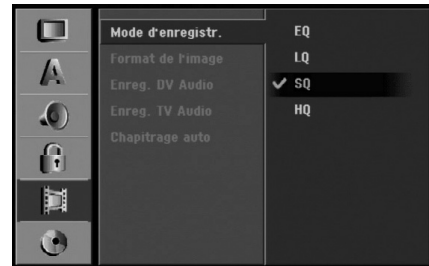 Mode d'enregistr.
Format de l'image
Enreg. DV Audio
Enreg. TV Audio
Chapitrage auto
EQ
LQ
SQ
HQ